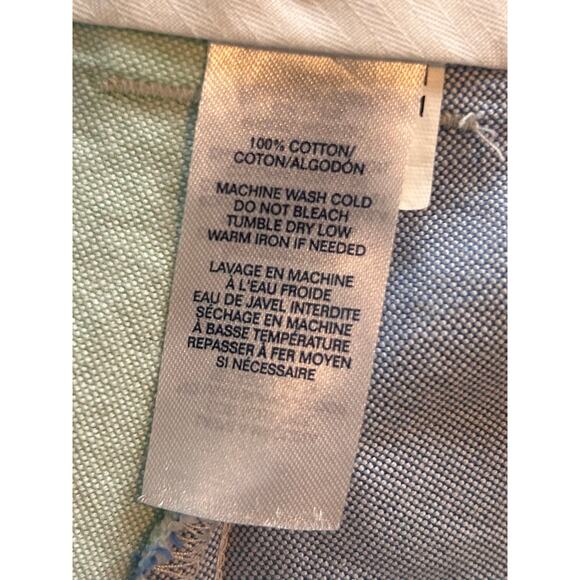 100% COTTON/
COTON/ALGODÓN
MACHINE WASH COLD
DO NOT BLEACH
TUMBLE DRY LOW
WARM IRON IF NEEDED
LAVAGE EN MACHINE
À L'EAU FROIDE
EAU DE JAVEL INTERDITE
SÉCHAGE EN MACHINE
À BASSE TEMPÉRATURE
REPASSER À FER MOYEN
SI NÉCESSAIRE